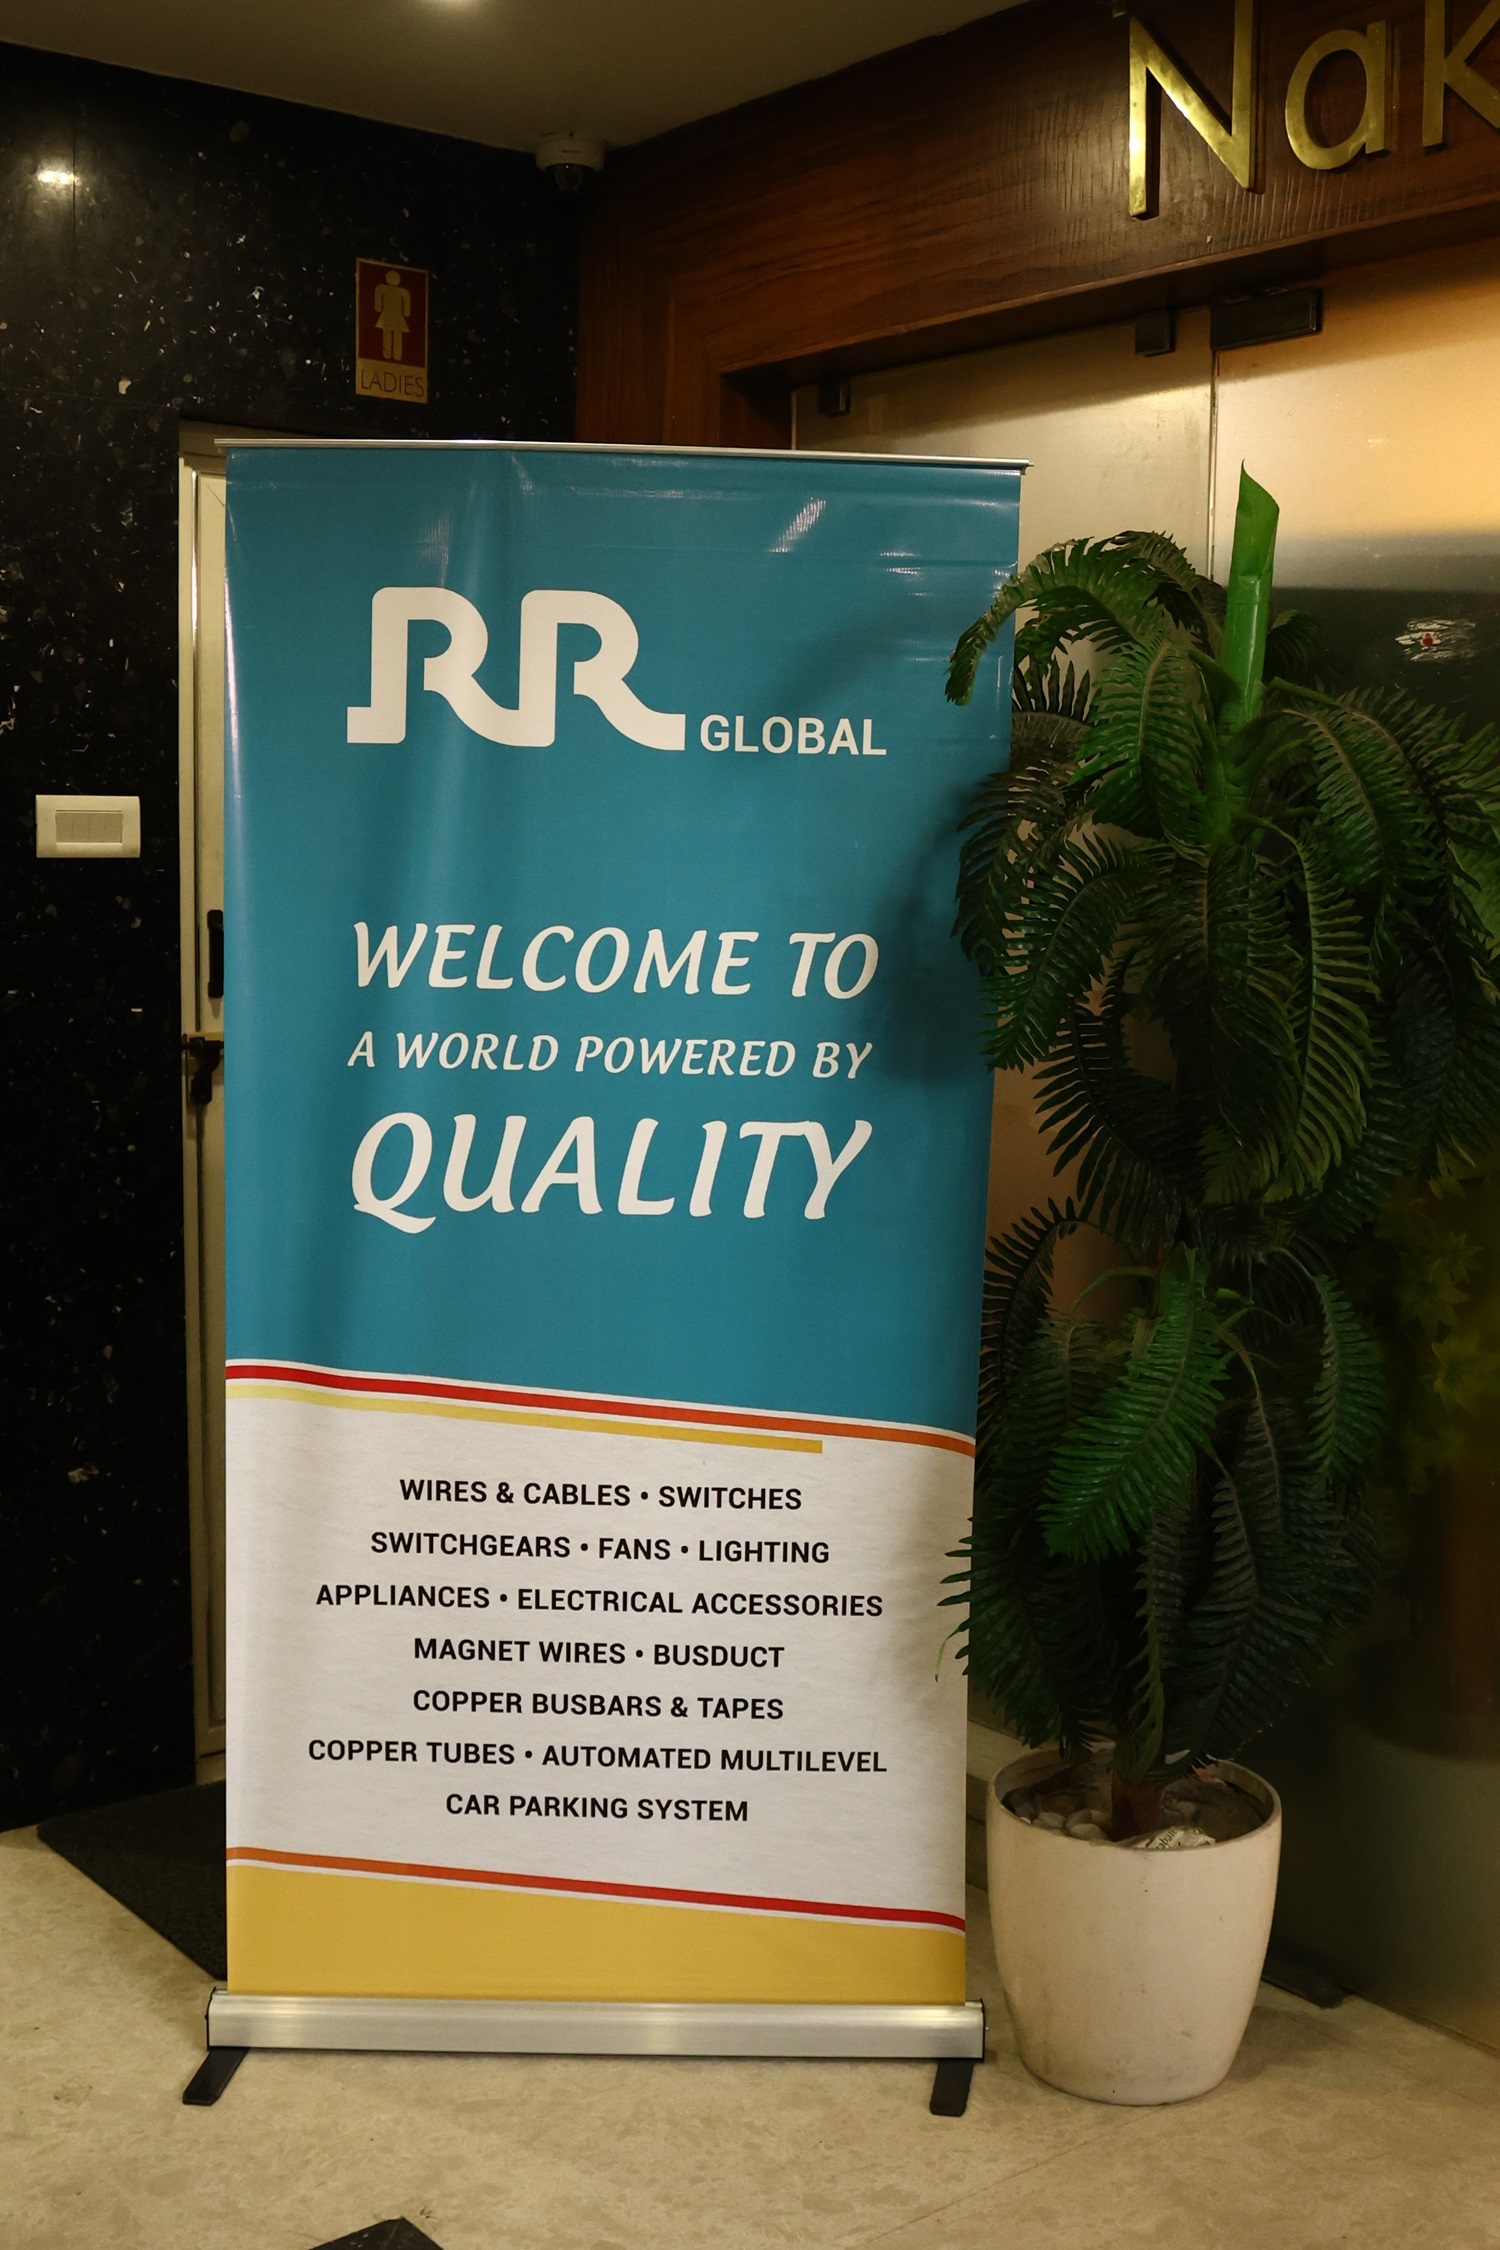 Nak
LADIES
RR GLOBAL
WELCOME TO
A WORLD POWERED BY
QUALITY
WIRES & CABLES • SWITCHES
SWITCHGEARS • FANS • LIGHTING
APPLIANCES • ELECTRICAL ACCESSORIES
MAGNET WIRES • BUSDUCT
COPPER BUSBARS & TAPES
COPPER TUBES • AUTOMATED MULTILEVEL
CAR PARKING SYSTEM